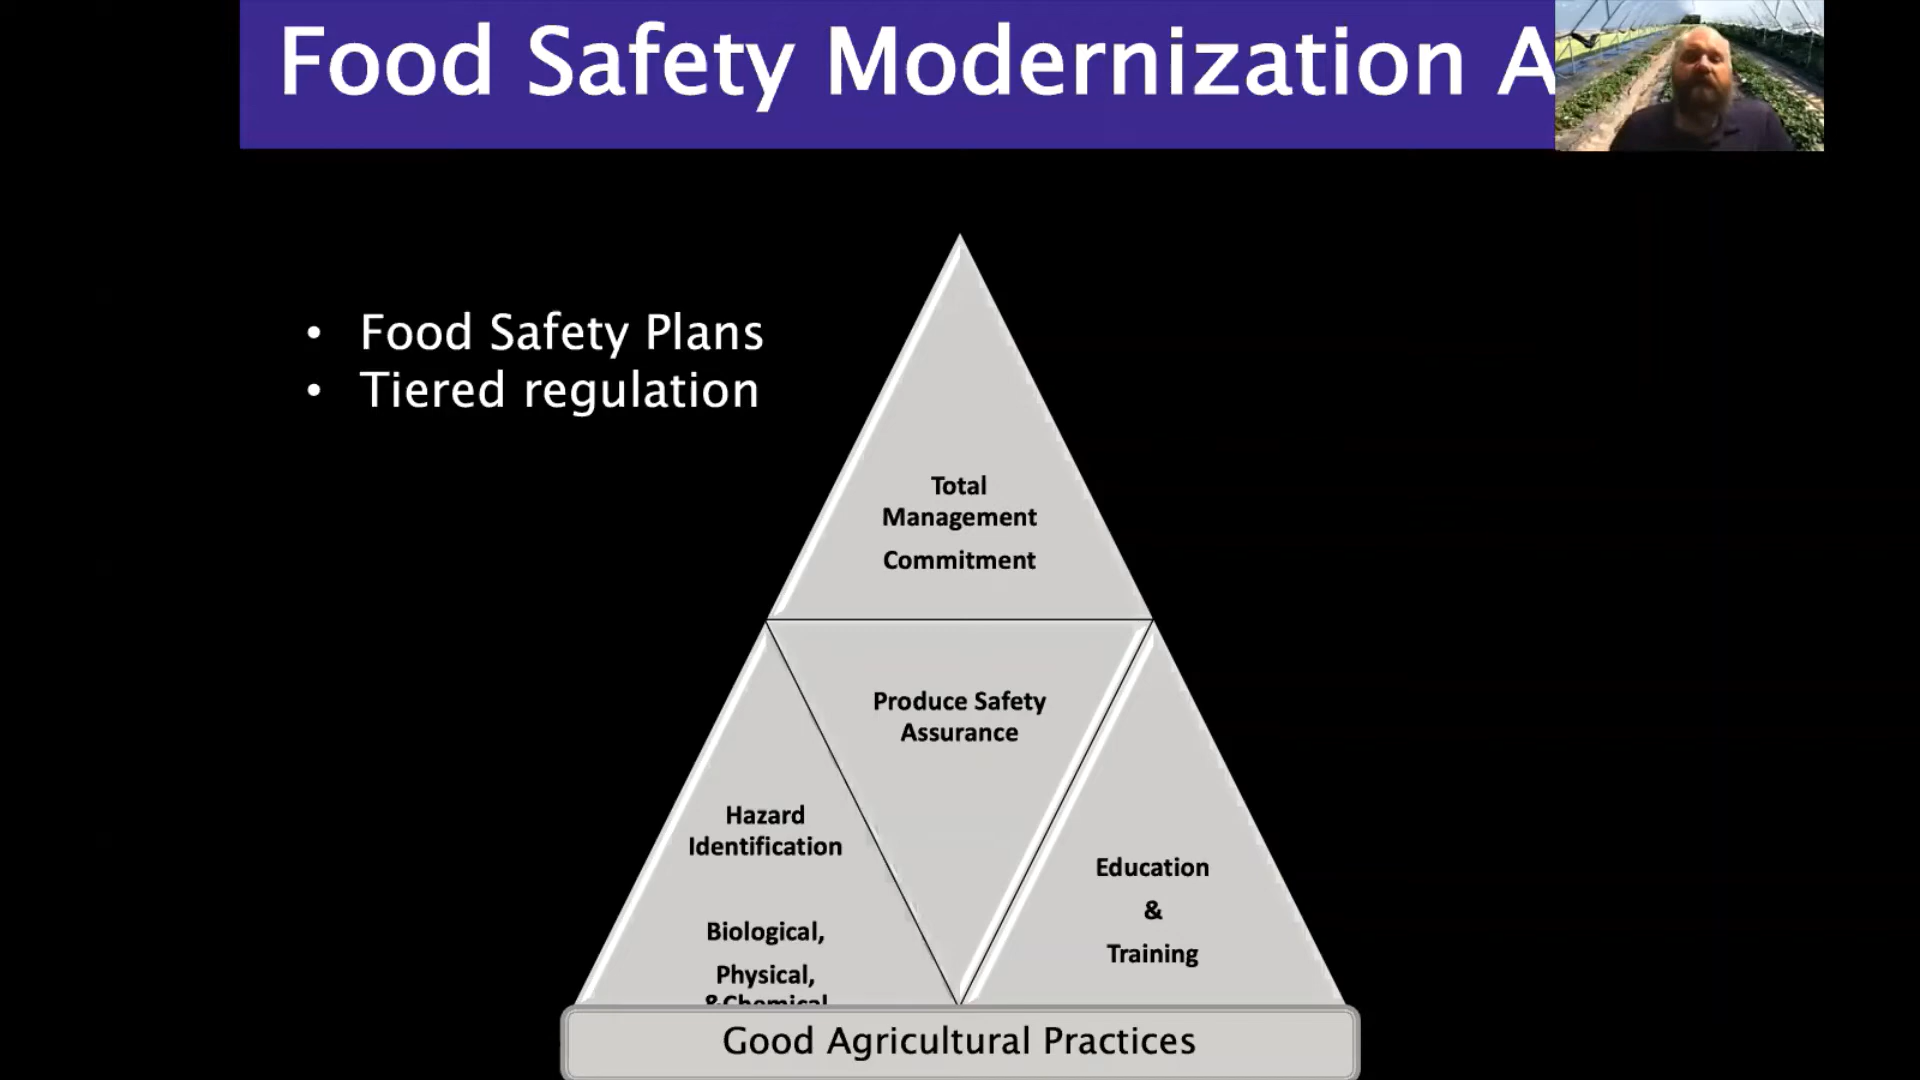 Food Safety Modernization A
• Food Safety Plans
• Tiered regulation
Total
Management
Commitment
Produce Safety
Assurance
Hazard
Identification
Biological,
Physical,
&Chemical
Education
&
Training
Good Agricultural Practices